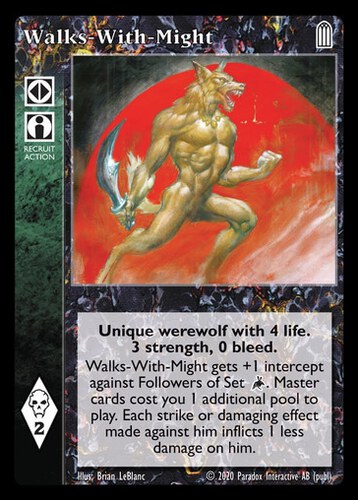 Walks-With-Might
RECRUIT
ACTION
Unique werewolf with 4 life.
3 strength, 0 bleed.
Walks-With-Might gets +1 intercept
against Followers of Set . Master
cards cost you 1 additional pool to
play. Each strike or damaging effect
made against him inflicts 1 less
damage on him.
2
Illus: Brian LeBlanc
© 2020 Paradox Interactive AB (publ)